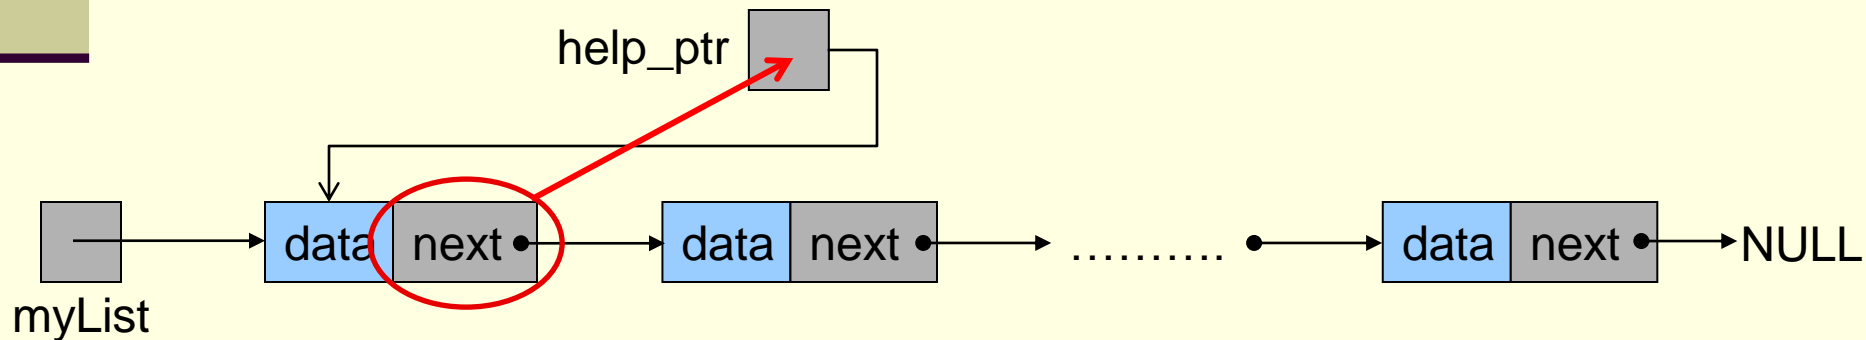 help_ptr
data next data next .......... data next NULL
myList